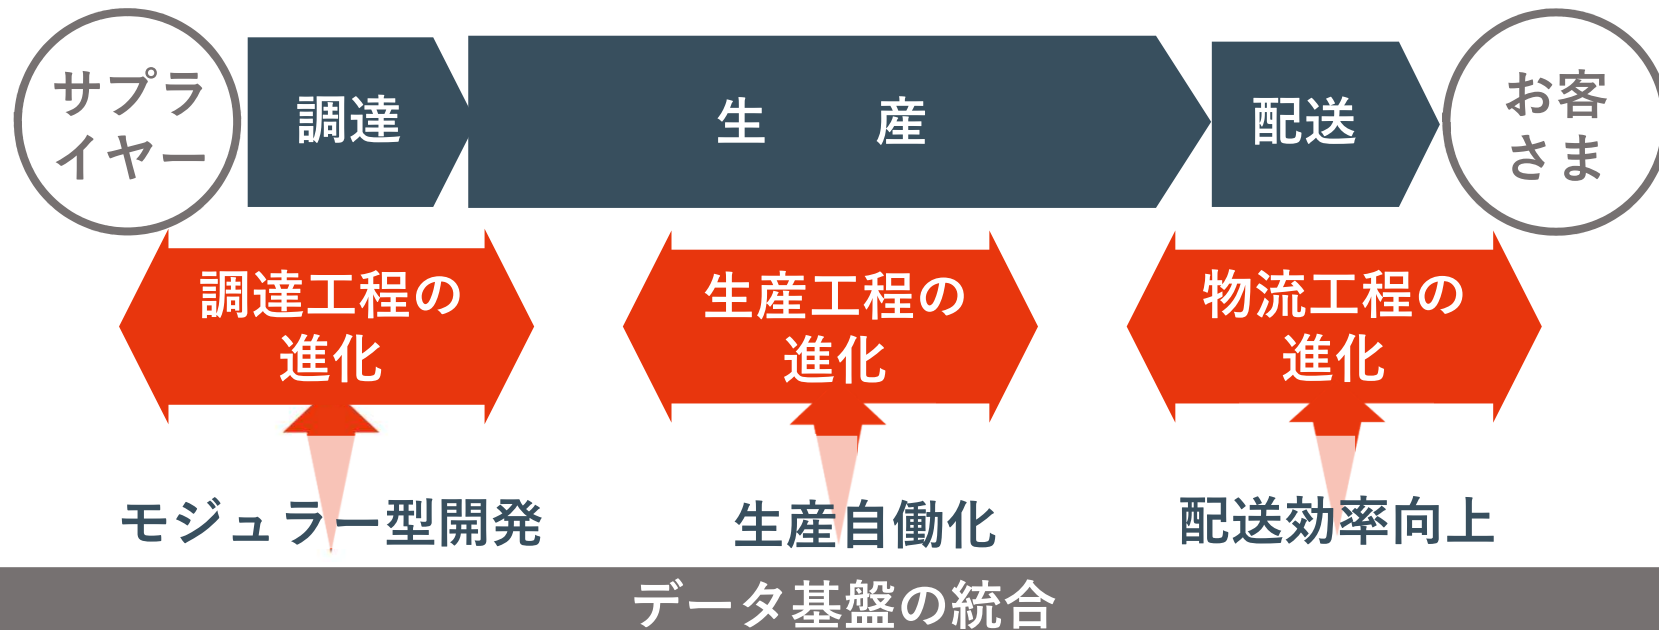 サプラ
イヤー
調達
生産
配送
お客
さま
調達工程の
進化
生産工程の
進化
物流工程の
進化
モジュラー型開発
生産自働化
配送効率向上
データ基盤の統合